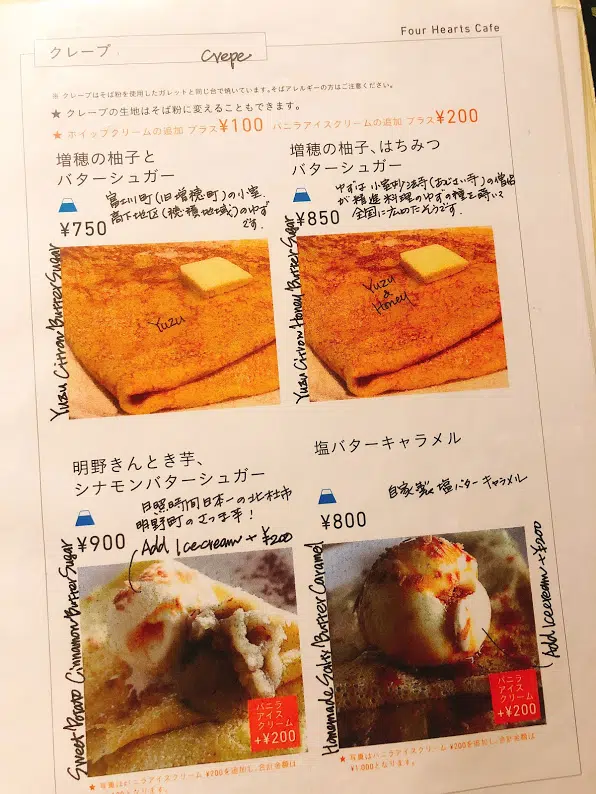 Four Hearts Cafe
クレープ
Crepe
※ クレープはそば粉を使用したガレットと同じ台で焼いています。そばアレルギーの方はご注意ください。
★ クレープの生地はそば粉に変えることもできます。
★ ホイップクリームの追加 プラス¥100 バニラアイスクリームの追加 プラス¥200
増穂の柚子と
バターシュガー
富士川町(旧増穂町)の小室、
高下地区(穂積地域)のゆず
です。
¥750
Yuzu Citron Butter Sugar
Yuzu
増穂の柚子、はちみつ
バターシュガー
ゆずは小室妙法寺(あじさい寺)の僧侶
が精進料理のゆずの種を蒔いて
全国に広めたそうです。
¥850
Yuzu Citron Honey Butter Sugar
Yuzu
&
Honey
明野きんとき芋、
シナモンバターシュガー
日照時間日本一の北杜市
明野町のさつま芋!
¥900
Add Icecream + ¥200
Sweet Potato Cinnamon Butter Sugar
バニラ
アイス
クリーム
+¥200
★ 写真はバニラアイスクリーム ¥200を追加し、合計金額は
¥1100となります。
塩バターキャラメル
自家製塩バターキャラメル
¥800
Homemade Salty Butter Caramel
Add Icecream + ¥200
バニラ
アイス
クリーム
+¥200
★ 写真はバニラアイスクリーム ¥200を追加し、合計金額は
¥1000となります。